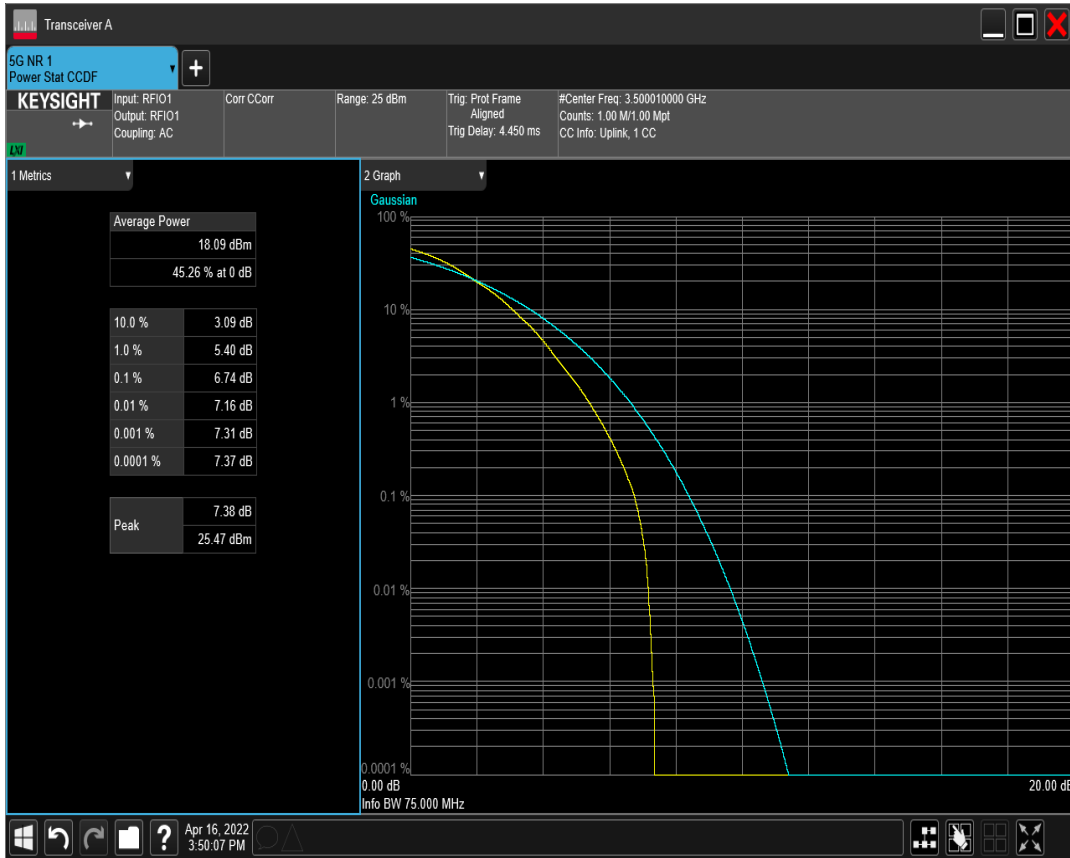 Transceiver A
5G NR 1
Power Stat CCDF
KEYSIGHT
LXI
Input: RFIO1
Output: RFIO1
Coupling: AC
Corr CCorr
Range: 25 dBm
Trig: Prot Frame
Aligned
Trig Delay: 4.450 ms
#Center Freq: 3.500010000 GHz
Counts: 1.00 M/1.00 Mpt
CC Info: Uplink, 1 CC
1 Metrics
Average Power
18.09 dBm
45.26 % at 0 dB
10.0 % 3.09 dB
1.0 % 5.40 dB
0.1 % 6.74 dB
0.01 % 7.16 dB
0.001 % 7.31 dB
0.0001 % 7.37 dB
Peak 7.38 dB
25.47 dBm
2 Graph
Gaussian
100 %
10 %
1 %
0.1 %
0.01 %
0.001 %
0.0001 %
0.00 dB 20.00 dB
Info BW 75.000 MHz
? Apr 16, 2022
3:50:07 PM